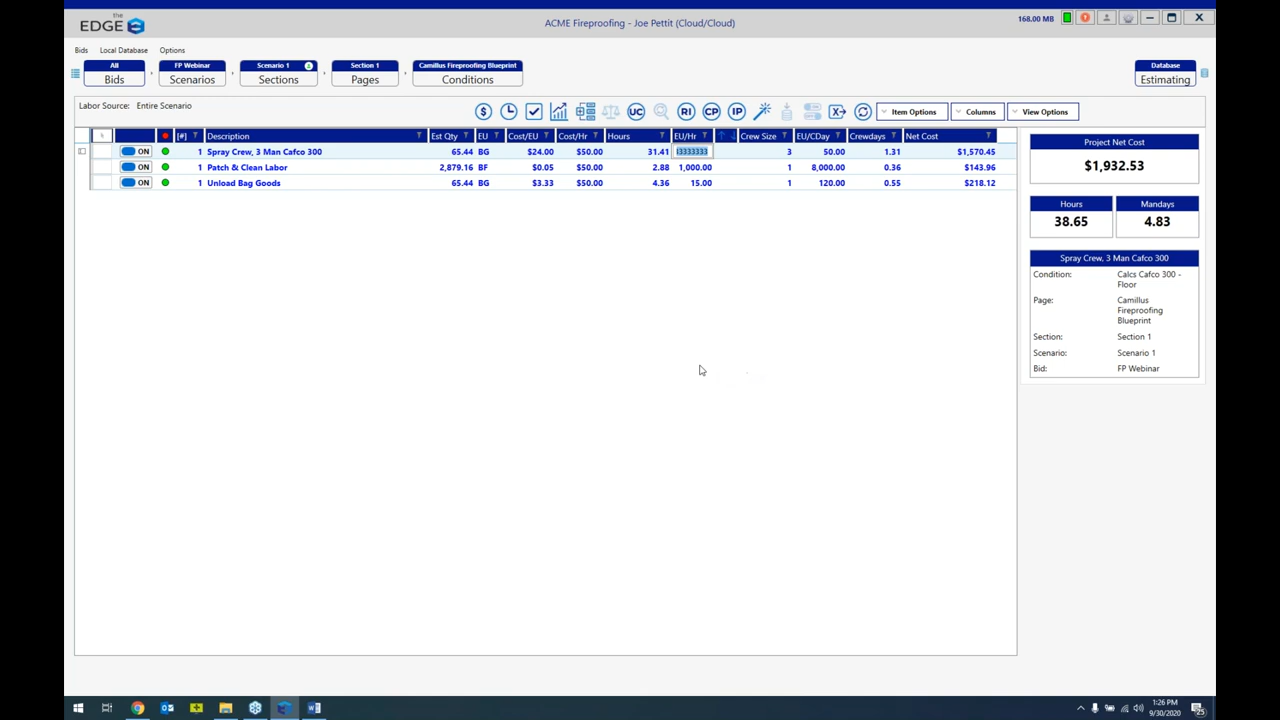 the
EDGE
ACME Fireproofing - Joe Pettit (Cloud/Cloud)
168.00 MB
Bids Local Database Options
All
Bids
FP Webinar
Scenarios
Scenario 1
Sections
Section 1
Pages
Camillus Fireproofing Blueprint
Conditions
Database
Estimating
Labor Source: Entire Scenario
$ UC RI CP IP X Item Options Columns View Options
[#] Description Est Qty EU Cost/EU Cost/Hr Hours EU/Hr Crew Size EU/CDay Crewdays Net Cost
ON 1 Spray Crew, 3 Man Cafco 300 65.44 BG $24.00 $50.00 31.41 3 50.00 1.31 $1,570.45
ON 1 Patch & Clean Labor 2,879.16 BF $0.05 $50.00 2.88 1,000.00 1 8,000.00 0.36 $143.96
ON 1 Unload Bag Goods 65.44 BG $3.33 $50.00 4.36 15.00 1 120.00 0.55 $218.12
Project Net Cost
$1,932.53
Hours
38.65
Mandays
4.83
Spray Crew, 3 Man Cafco 300
Condition: Calcs Cafco 300 -
Floor
Page: Camillus
Fireproofing
Blueprint
Section: Section 1
Scenario: Scenario 1
Bid: FP Webinar
1:26 PM
9/30/2020
25